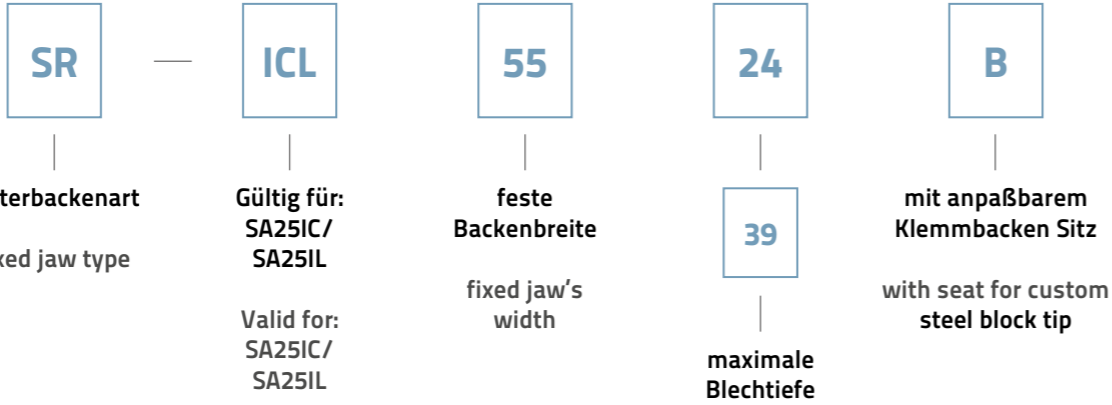 SR — ICL 55 24 B
terbackenart
ked jaw type
Gültig für:
SA25IC/
SA25IL
Valid for:
SA25IC/
SA25IL
feste
Backenbreite
fixed jaw's
width
39
maximale
Blechtiefe
mit anpaßbarem
Klemmbacken Sitz
with seat for custom
steel block tip